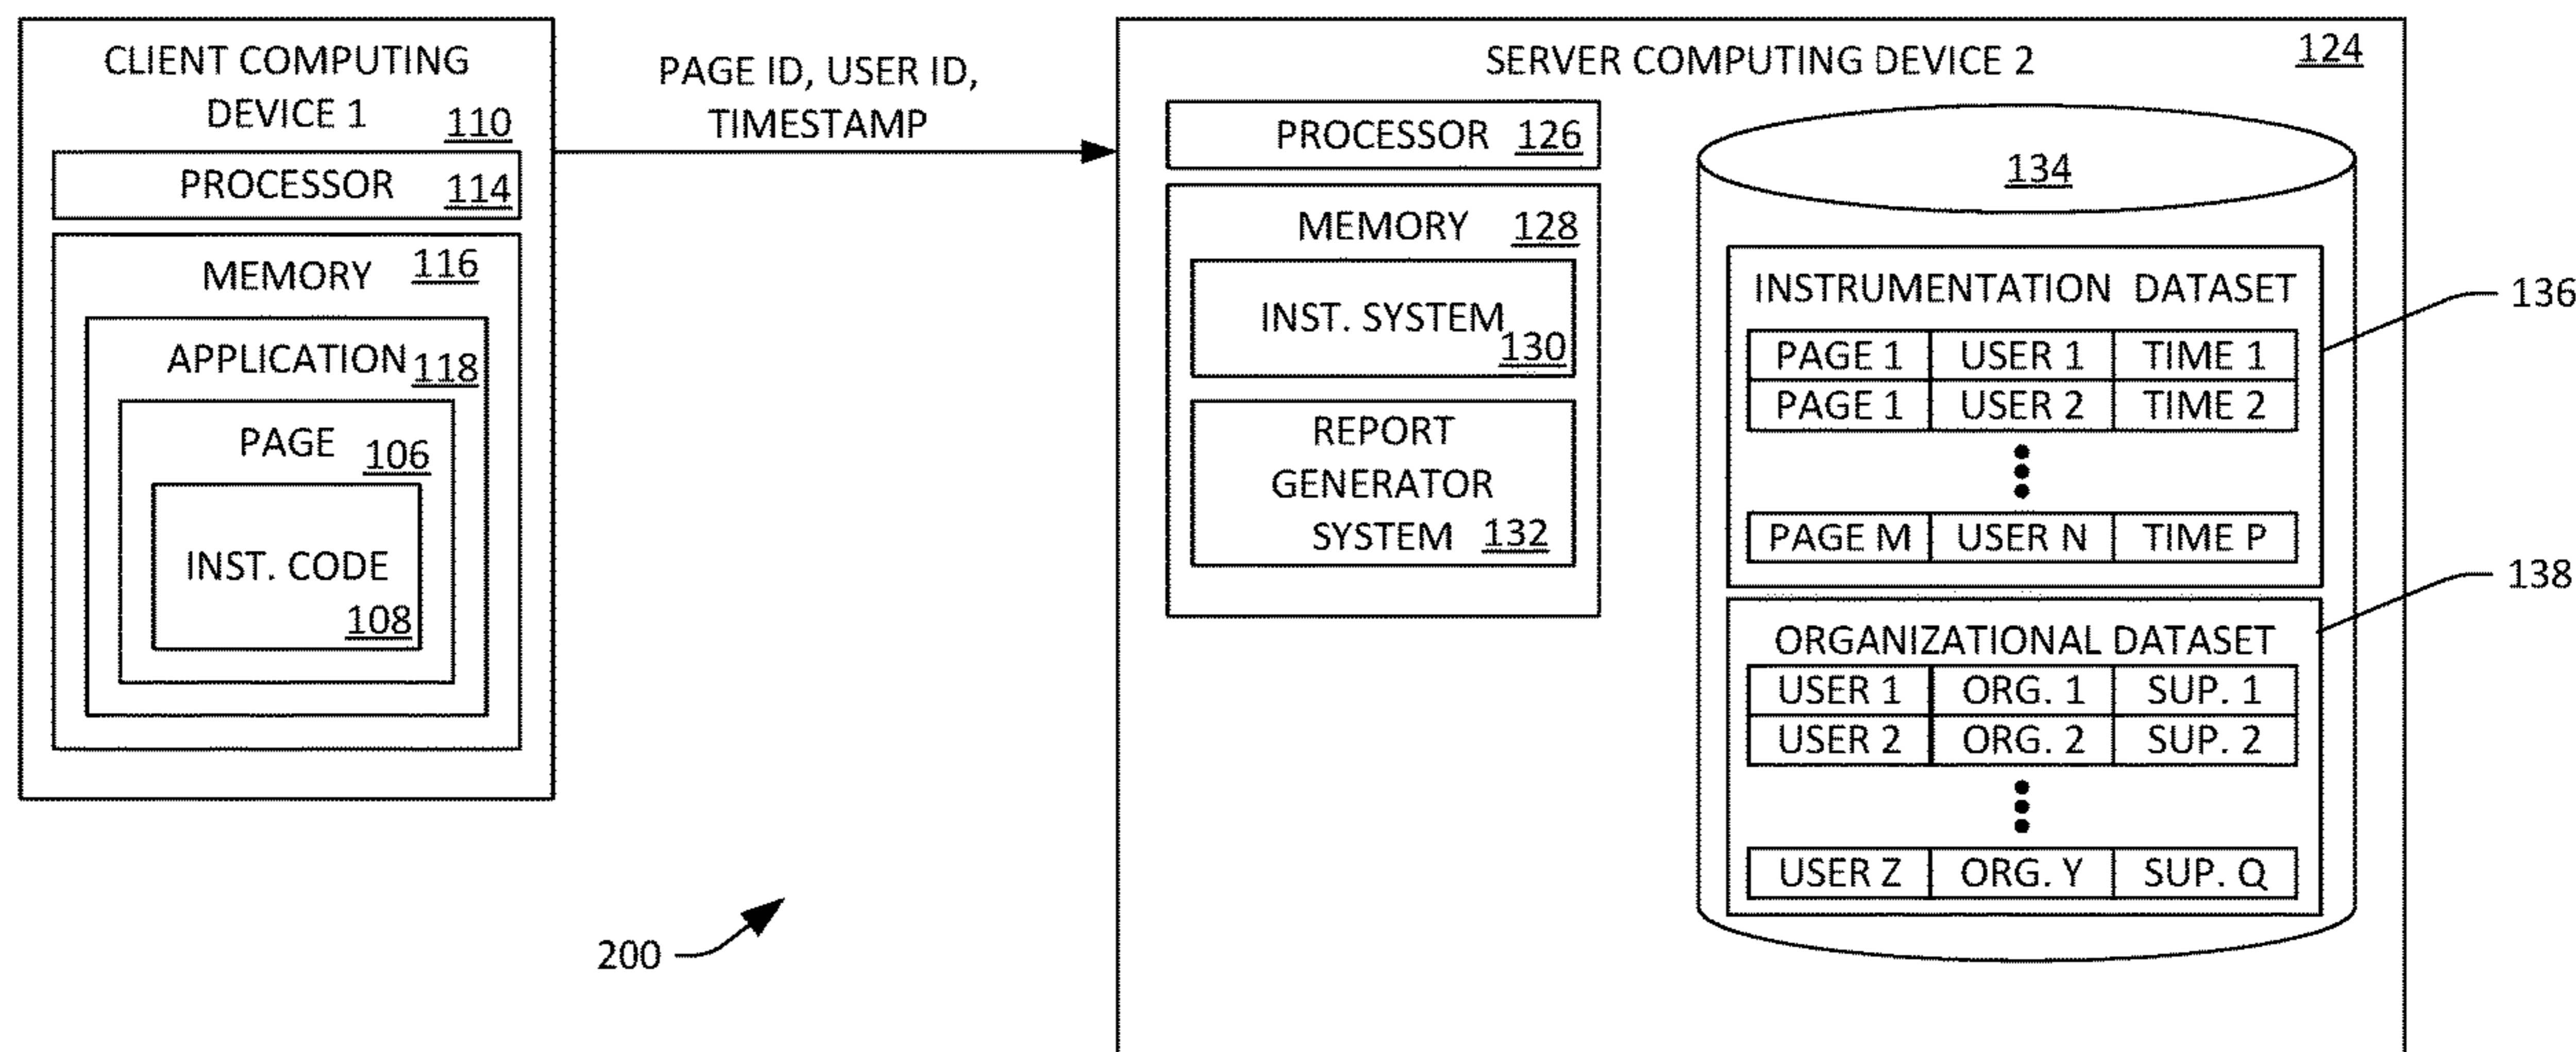 CLIENT COMPUTING
DEVICE 1
110
PROCESSOR 114
MEMORY 116
APPLICATION 118
PAGE 106
INST. CODE
108
PAGE ID, USER ID,
TIMESTAMP
200
SERVER COMPUTING DEVICE 2 124
PROCESSOR 126
MEMORY 128
INST. SYSTEM
130
REPORT
GENERATOR
SYSTEM 132
134
INSTRUMENTATION DATASET
PAGE 1 USER 1 TIME 1
PAGE 1 USER 2 TIME 2
PAGE M USER N TIME P
136
ORGANIZATIONAL DATASET
USER 1 ORG. 1 SUP. 1
USER 2 ORG. 2 SUP. 2
USER Z ORG. Y SUP. Q
138